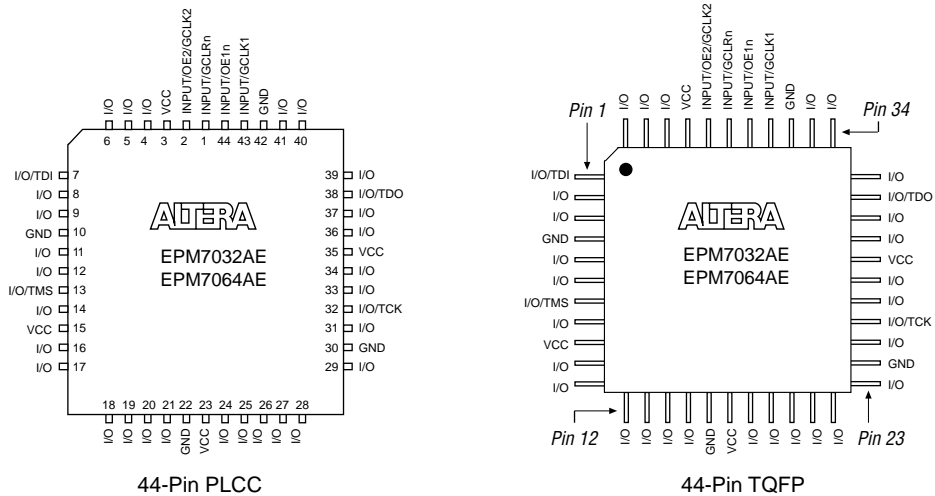 I/O
I/O
I/O
VCC
INPUT/OE2/GCLK2
INPUT/GCLRn
INPUT/OE1n
INPUT/GCLK1
GND
I/O
I/O
6 5 4 3 2 1 44 43 42 41 40
I/O/TDI 7
I/O 8
I/O 9
GND 10
I/O 11
I/O 12
I/O/TMS 13
I/O 14
VCC 15
I/O 16
I/O 17
ALTERA
EPM7032AE
EPM7064AE
39 I/O
38 I/O/TDO
37 I/O
36 I/O
35 VCC
34 I/O
33 I/O
32 I/O/TCK
31 I/O
30 GND
29 I/O
18 19 20 21 22 23 24 25 26 27 28
I/O
I/O
I/O
I/O
GND
VCC
I/O
I/O
I/O
I/O
I/O
44-Pin PLCC
I/O
I/O
I/O
VCC
INPUT/OE2/GCLK2
INPUT/GCLRn
INPUT/OE1n
INPUT/GCLK1
GND
I/O
I/O
Pin 1
Pin 34
I/O/TDI
I/O
I/O
GND
I/O
I/O
I/O/TMS
I/O
VCC
I/O
I/O
ALTERA
EPM7032AE
EPM7064AE
I/O
I/O/TDO
I/O
I/O
VCC
I/O
I/O
I/O/TCK
I/O
GND
I/O
Pin 12
Pin 23
I/O
I/O
I/O
I/O
GND
VCC
I/O
I/O
I/O
I/O
I/O
44-Pin TQFP